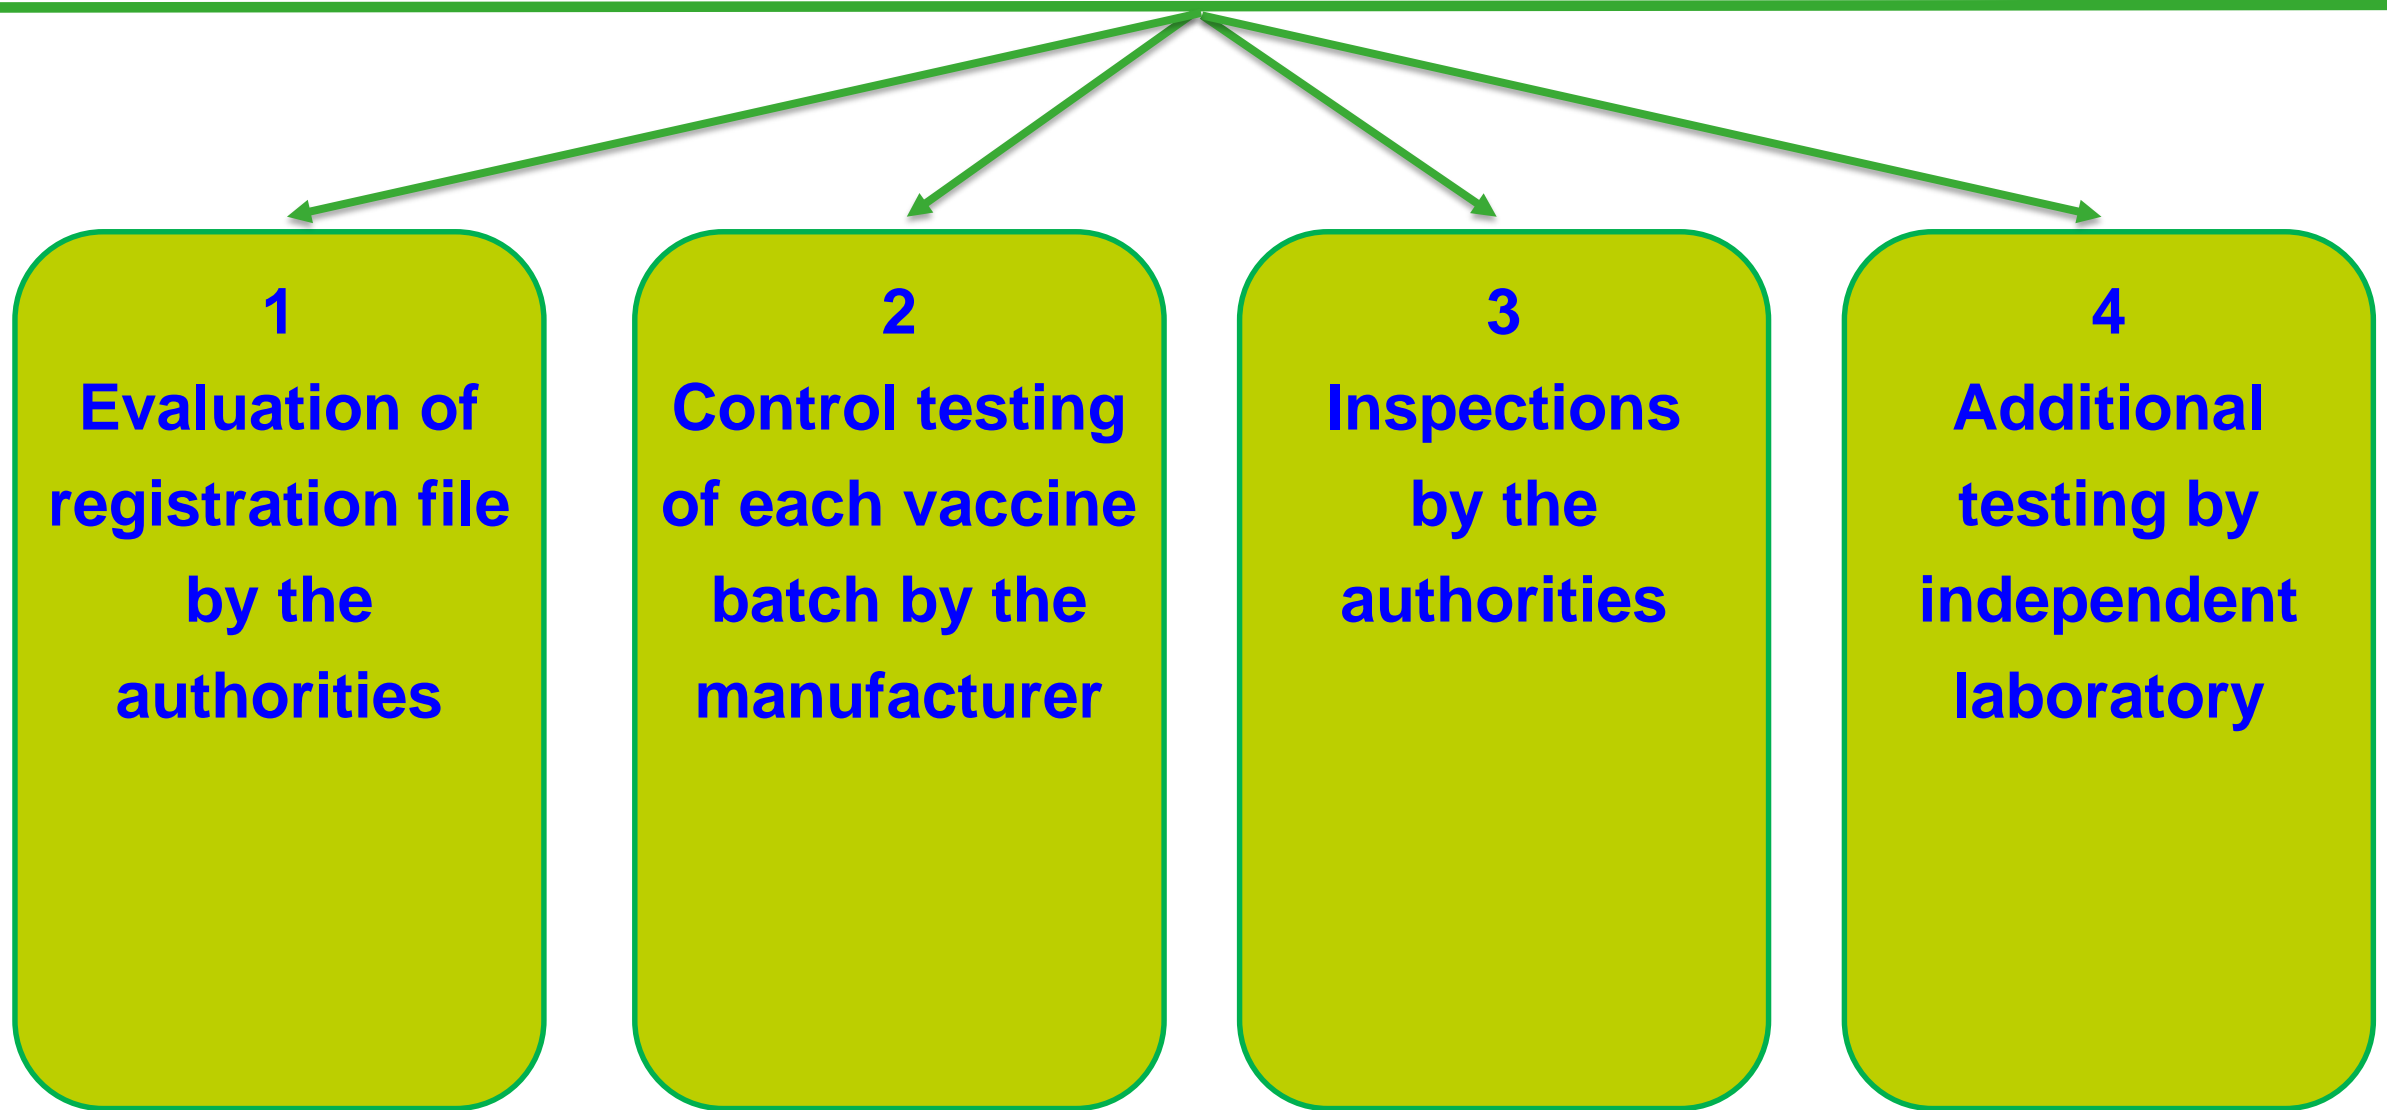 1
Evaluation of
registration file
by the
authorities
2
Control testing
of each vaccine
batch by the
manufacturer
3
Inspections
by the
authorities
4
Additional
testing by
independent
laboratory